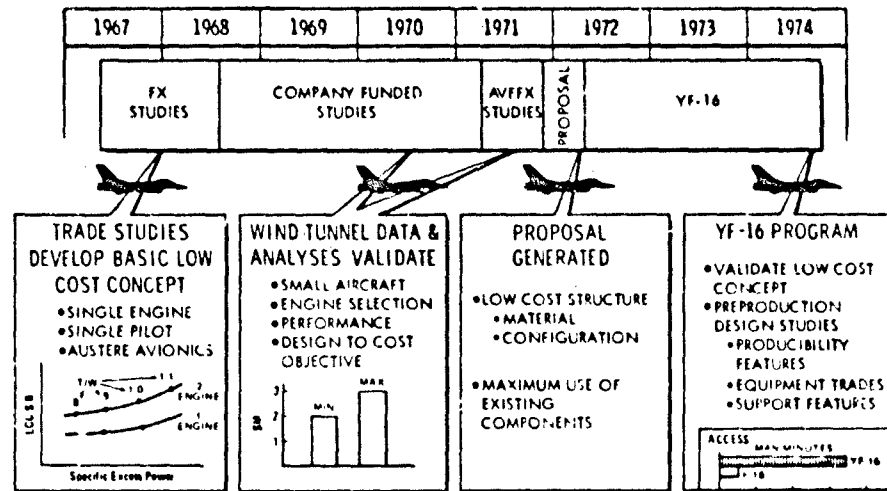 1967 1968 1969 1970 1971 1972 1973 1974
FX
STUDIES
COMPANY FUNDED
STUDIES
AVFFX
STUDIES
PROPOSAL
YF-16
TRADE STUDIES
DEVELOP BASIC LOW
COST CONCEPT
•SINGLE ENGINE
•SINGLE PILOT
•AUSTERE AVIONICS
T/W
1.0
2
ENGINE
1
ENGINE
Specific Excess Power
WIND TUNNEL DATA &
ANALYSES VALIDATE
•SMALL AIRCRAFT
•ENGINE SELECTION
•PERFORMANCE
•DESIGN TO COST
OBJECTIVE
3
2
1
$M
MIN
MAX
PROPOSAL
GENERATED
•LOW COST STRUCTURE
•MATERIAL
•CONFIGURATION
•MAXIMUM USE OF
EXISTING
COMPONENTS
YF-16 PROGRAM
•VALIDATE LOW COST
CONCEPT
•PREPRODUCTION
DESIGN STUDIES
•PRODUCIBILITY
FEATURES
•EQUIPMENT TRADES
•SUPPORT FEATURES
ACCESS
MAN MINUTES
YF-16